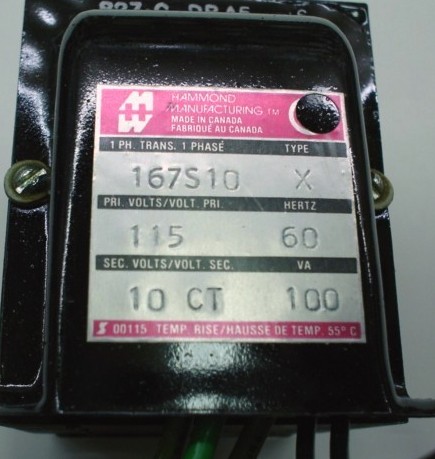 HAMMOND
MANUFACTURING TM
MADE IN CANADA
FABRIQUÉ AU CANADA
1 PH. TRANS. 1 PHASÉ TYPE
167S10 X
PRI. VOLTS/VOLT. PRI. HERTZ
115 60
SEC. VOLTS/VOLT. SEC. VA
10 CT 100
00115 TEMP. RISE/HAUSSE DE TEMP. 55° C